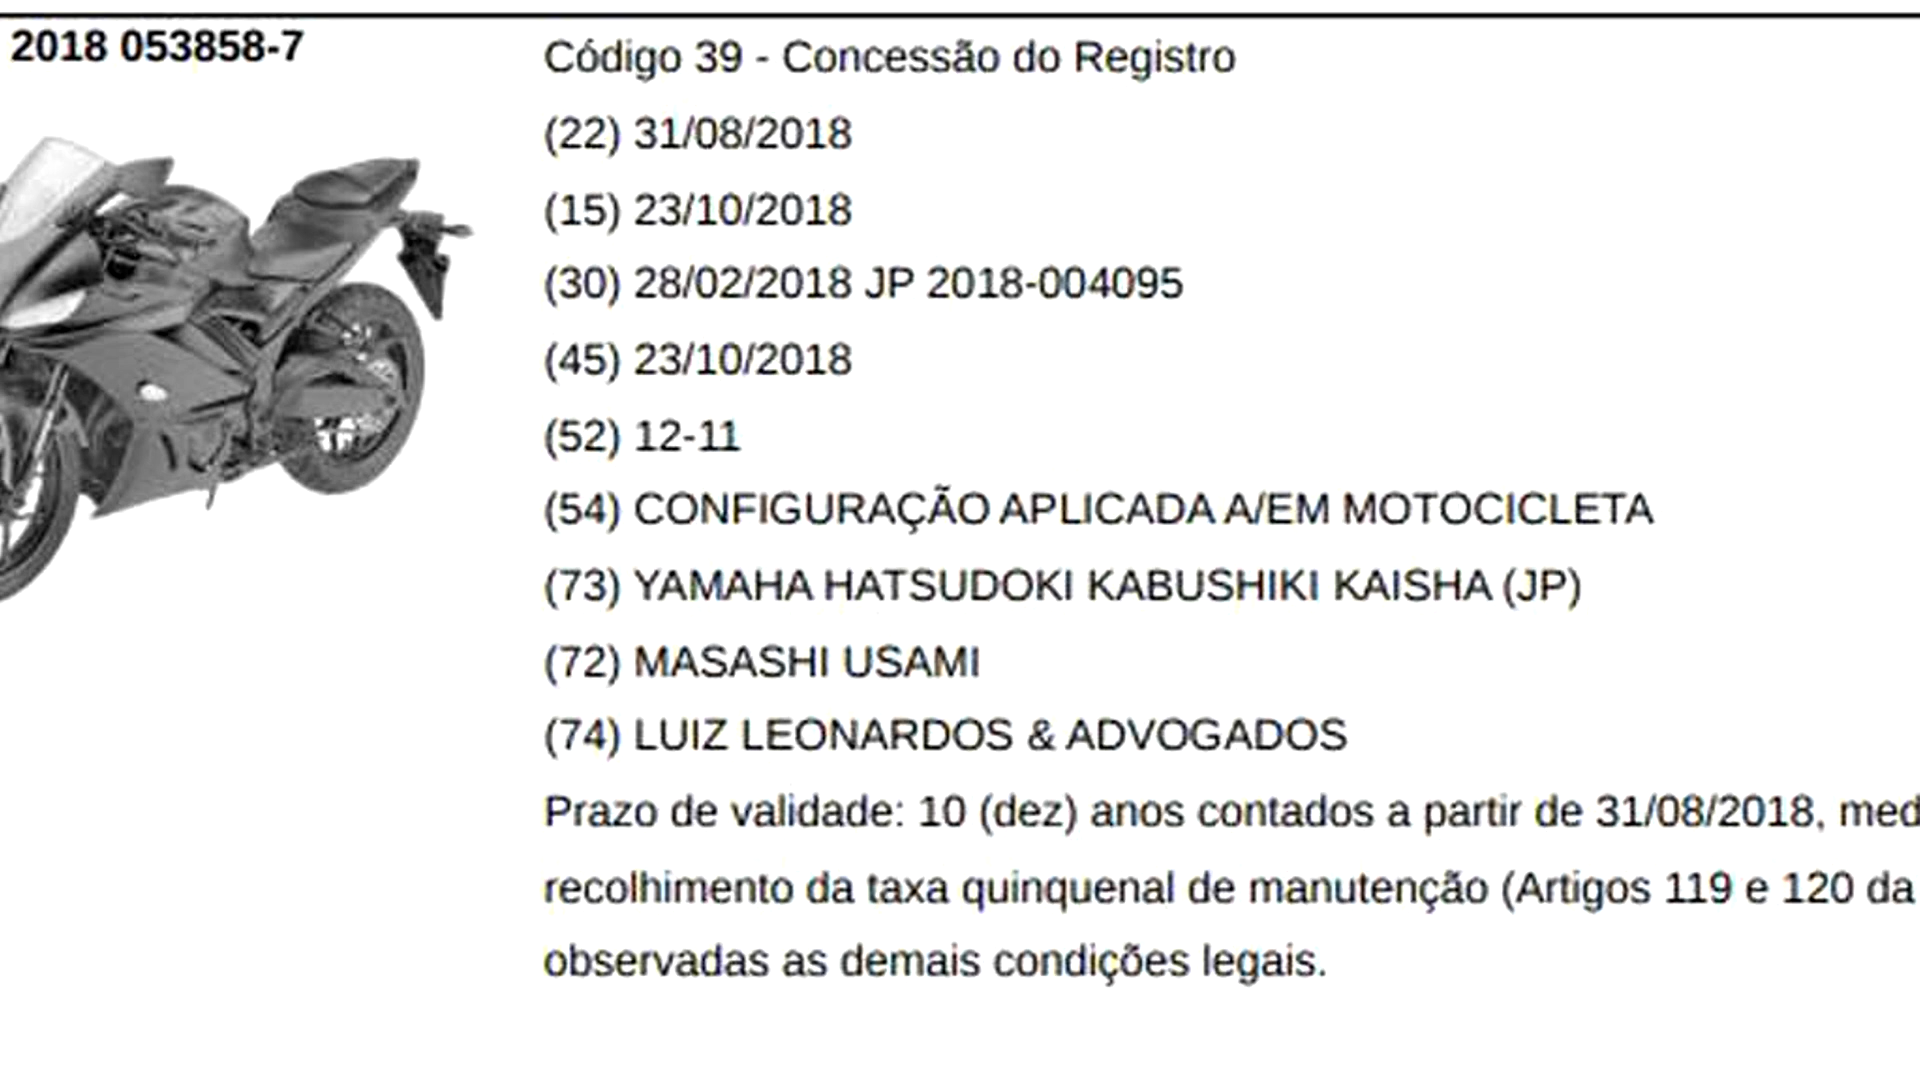 2018 053858-7
Código 39 - Concessão do Registro
(22) 31/08/2018
(15) 23/10/2018
(30) 28/02/2018 JP 2018-004095
(45) 23/10/2018
(52) 12-11
(54) CONFIGURAÇÃO APLICADA A/EM MOTOCICLETA
(73) YAMAHA HATSUDOKI KABUSHIKI KAISHA (JP)
(72) MASASHI USAMI
(74) LUIZ LEONARDOS & ADVOGADOS
Prazo de validade: 10 (dez) anos contados a partir de 31/08/2018, med
recolhimento da taxa quinquenal de manutenção (Artigos 119 e 120 da
observadas as demais condições legais.